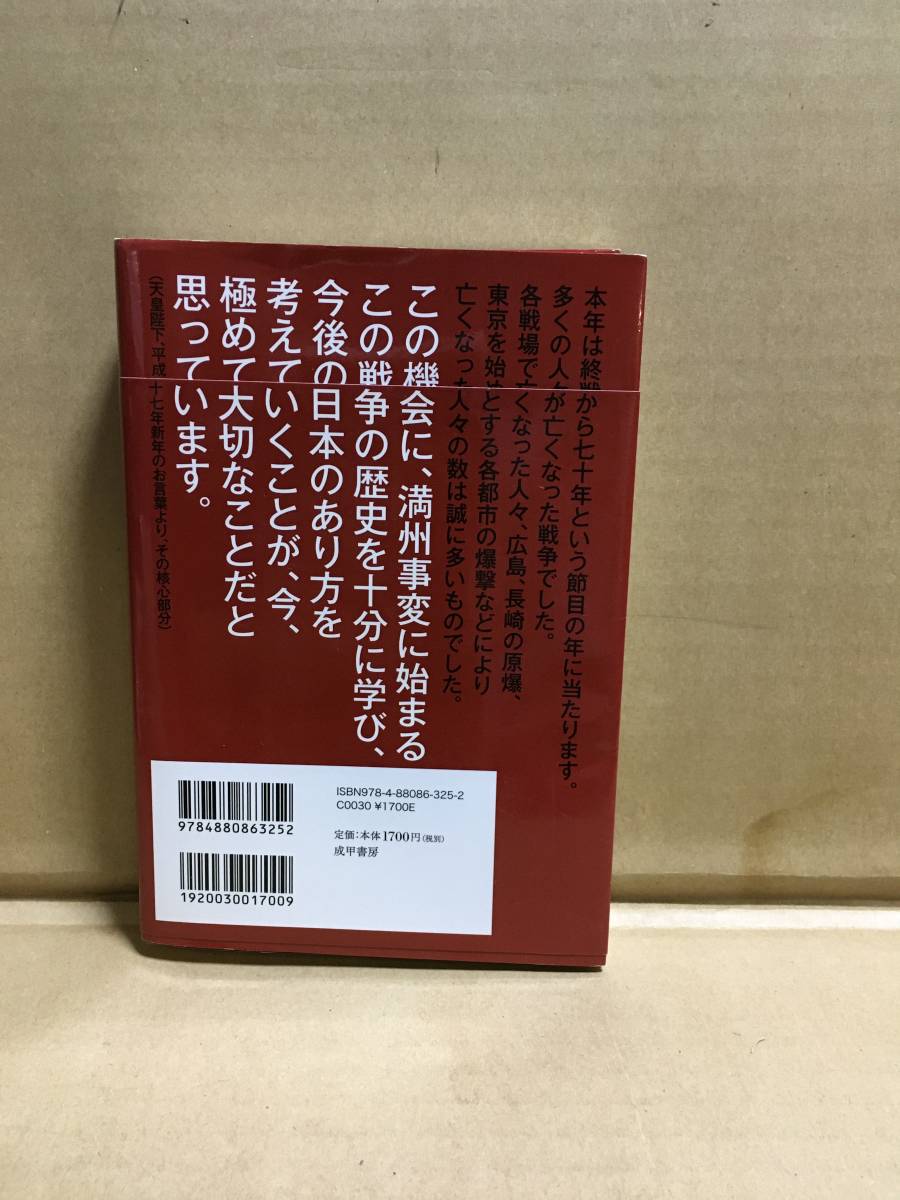 本年は終戦から七十年という節目の年に当たります。
多くの人々が亡くなった戦争でした。
各戦場で亡くなった人々、広島、長崎の原爆、
東京を始めとする各都市の爆撃などにより
亡くなった人々の数は誠に多いものでした。
この機会に、満州事変に始まる
この戦争の歴史を十分に学び、
今後の日本のあり方を
考えていくことが、今、
極めて大切なことだと
思っています。
（天皇陛下、平成 十七年新年のお言葉より、その核心部分）
ISBN978-4-88086-325-2
C0030 ¥1700E
定価：本体1700円（税別）
成甲書房
9784880863252
1920030017009